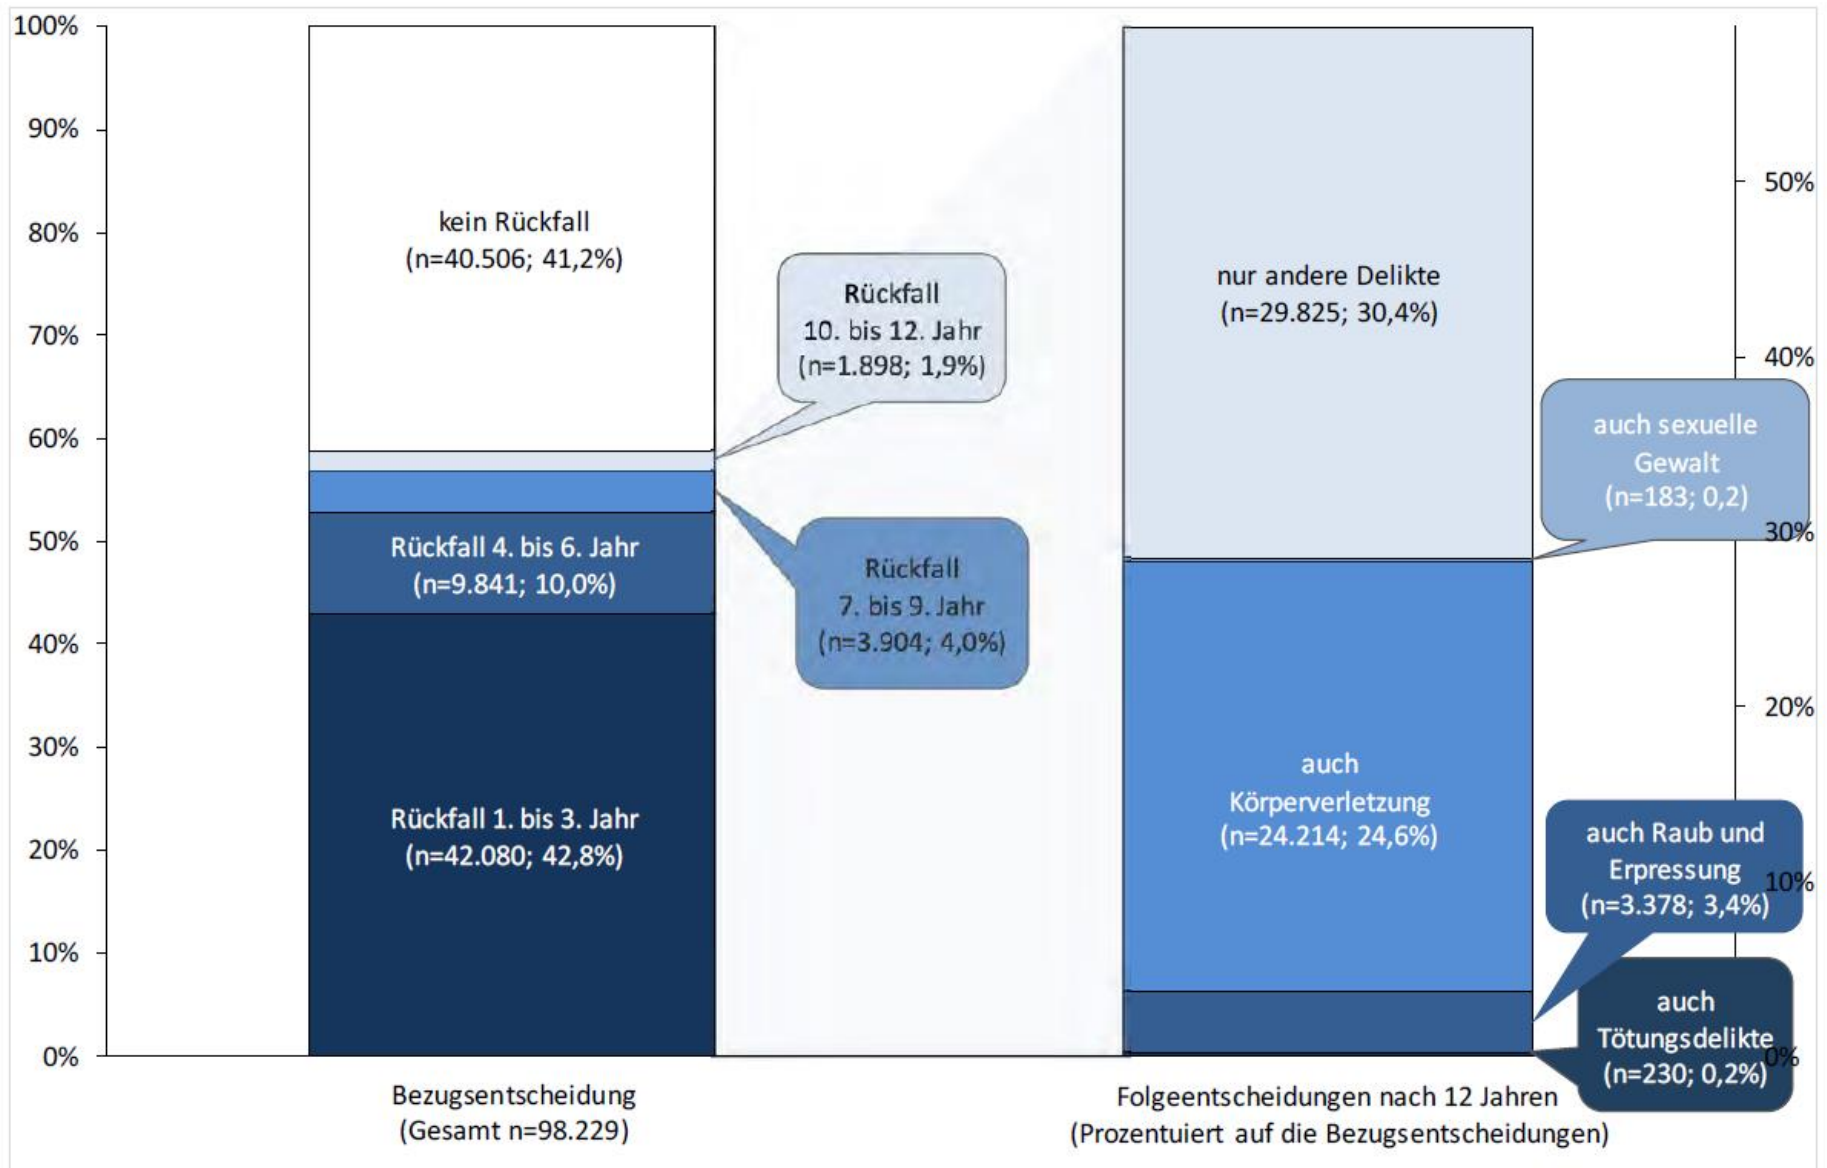 100%
90%
80%
70%
60%
50%
40%
30%
20%
10%
0%
kein Rückfall
(n=40.506; 41,2%)
Rückfall 4. bis 6. Jahr
(n=9.841; 10,0%)
Rückfall 1. bis 3. Jahr
(n=42.080; 42,8%)
Rückfall
10. bis 12. Jahr
(n=1.898; 1,9%)
Rückfall
7. bis 9. Jahr
(n=3.904; 4,0%)
nur andere Delikte
(n=29.825; 30,4%)
auch
Körperverletzung
(n=24.214; 24,6%)
auch sexuelle
Gewalt
(n=183; 0,2)
auch Raub und
Erpressung
(n=3.378; 3,4%)
auch
Tötungsdelikte
(n=230; 0,2%)
50%
40%
30%
20%
10%
0%
Bezugsentscheidung
(Gesamt n=98.229)
Folgeentscheidungen nach 12 Jahren
(Prozentuiert auf die Bezugsentscheidungen)